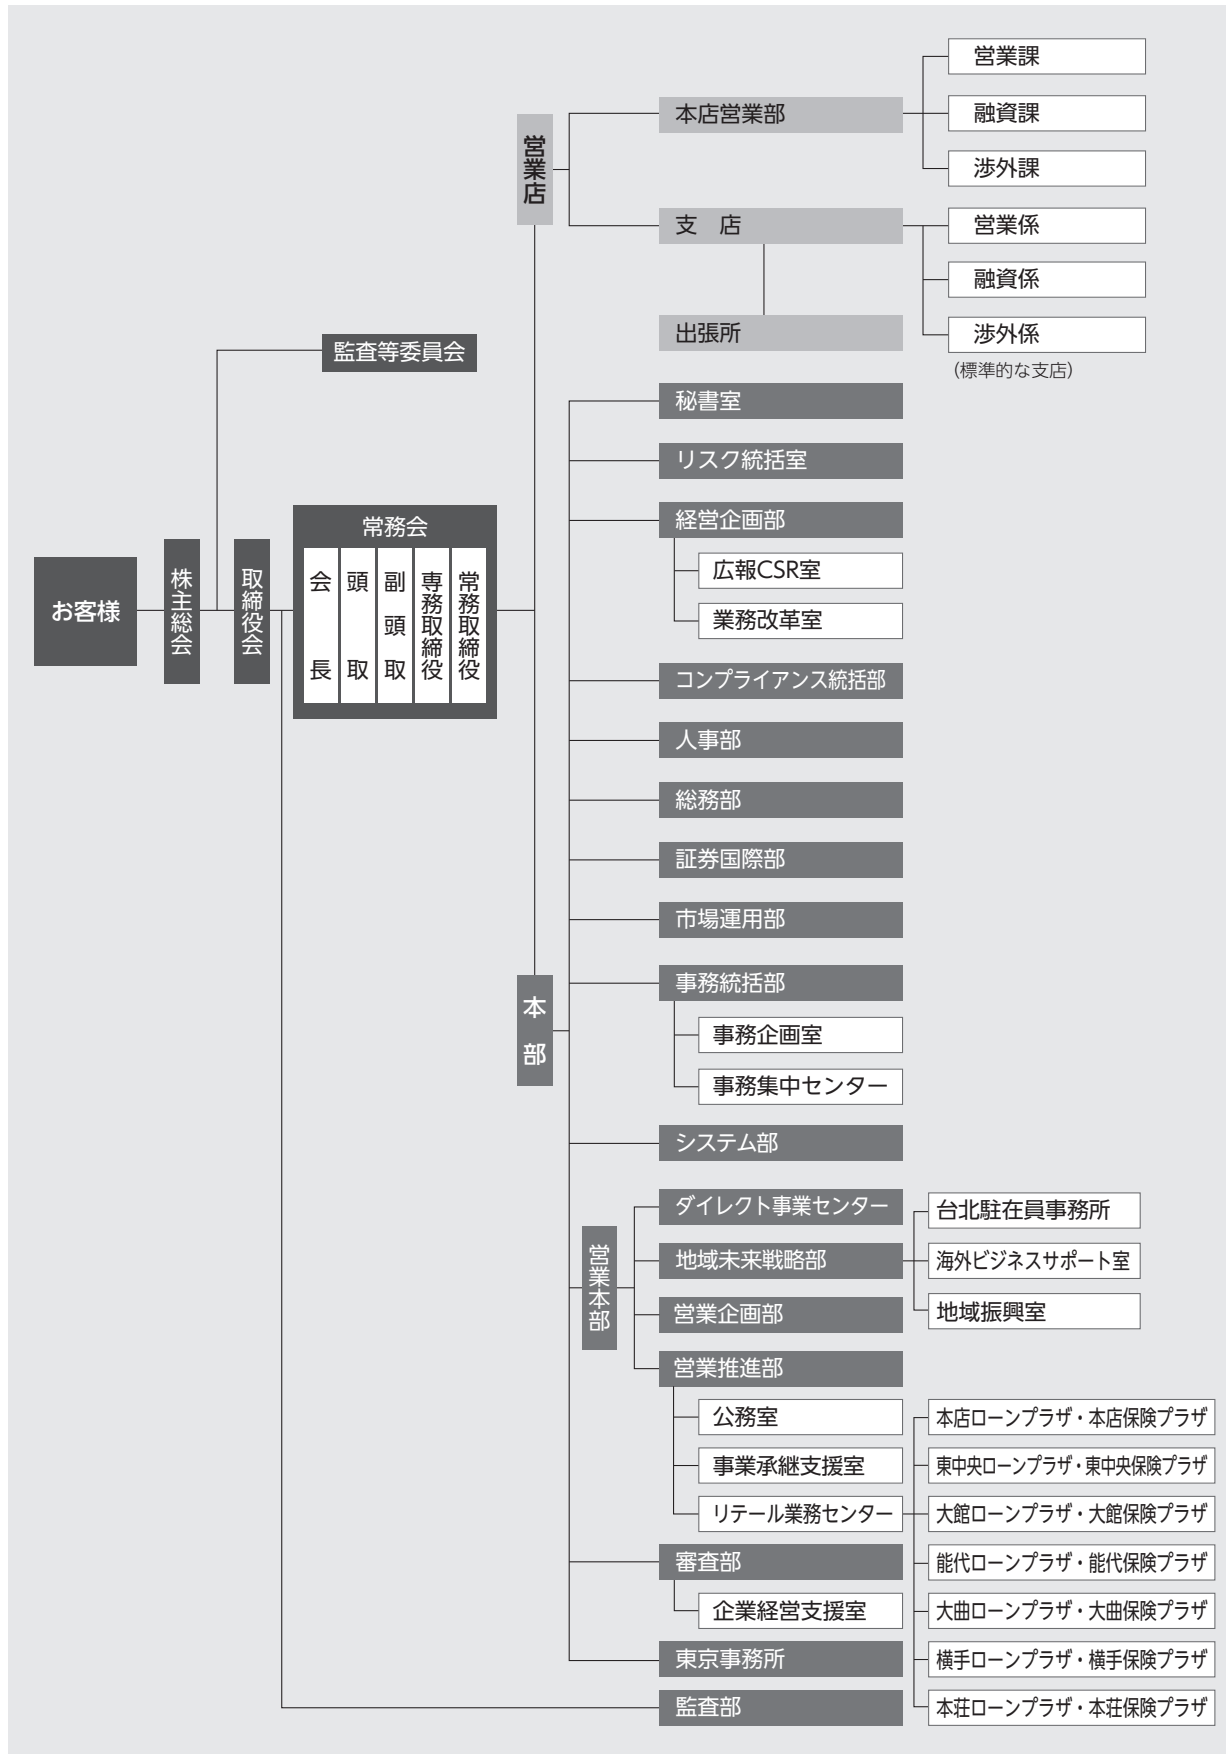 お客様
株主総会
取締役会
監査等委員会
常務会
会長
頭取
副頭取
専務取締役
常務取締役
営業店
本店営業部
営業課
融資課
渉外課
支　店
営業係
融資係
渉外係
(標準的な支店)
出張所
本部
秘書室
リスク統括室
経営企画部
広報CSR室
業務改革室
コンプライアンス統括部
人事部
総務部
証券国際部
市場運用部
事務統括部
事務企画室
事務集中センター
システム部
営業本部
ダイレクト事業センター
地域未来戦略部
台北駐在員事務所
海外ビジネスサポート室
地域振興室
営業企画部
営業推進部
公務室
事業承継支援室
リテール業務センター
本店ローンプラザ・本店保険プラザ
東中央ローンプラザ・東中央保険プラザ
大館ローンプラザ・大館保険プラザ
能代ローンプラザ・能代保険プラザ
大曲ローンプラザ・大曲保険プラザ
横手ローンプラザ・横手保険プラザ
本荘ローンプラザ・本荘保険プラザ
審査部
企業経営支援室
東京事務所
監査部